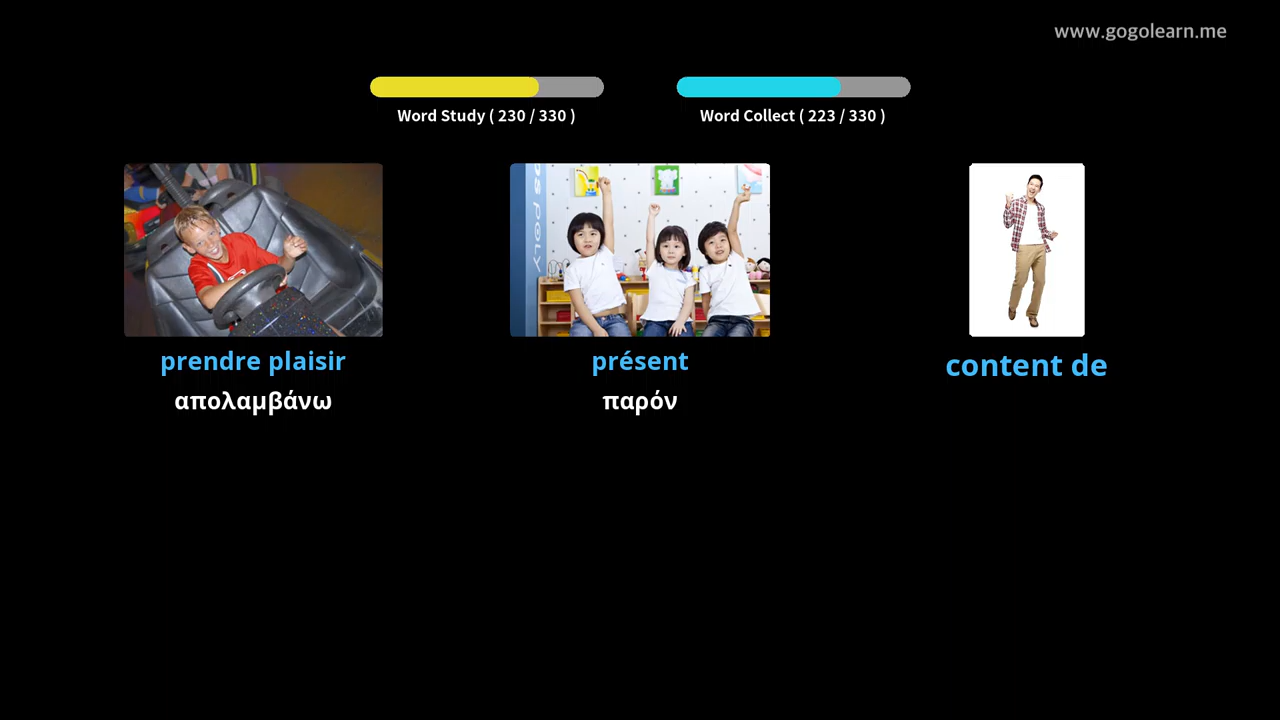 www.gogolearn.me
Word Study ( 230 / 330 )
Word Collect ( 223 / 330 )
prendre plaisir
απολαμβάνω
présent
παρόν
content de